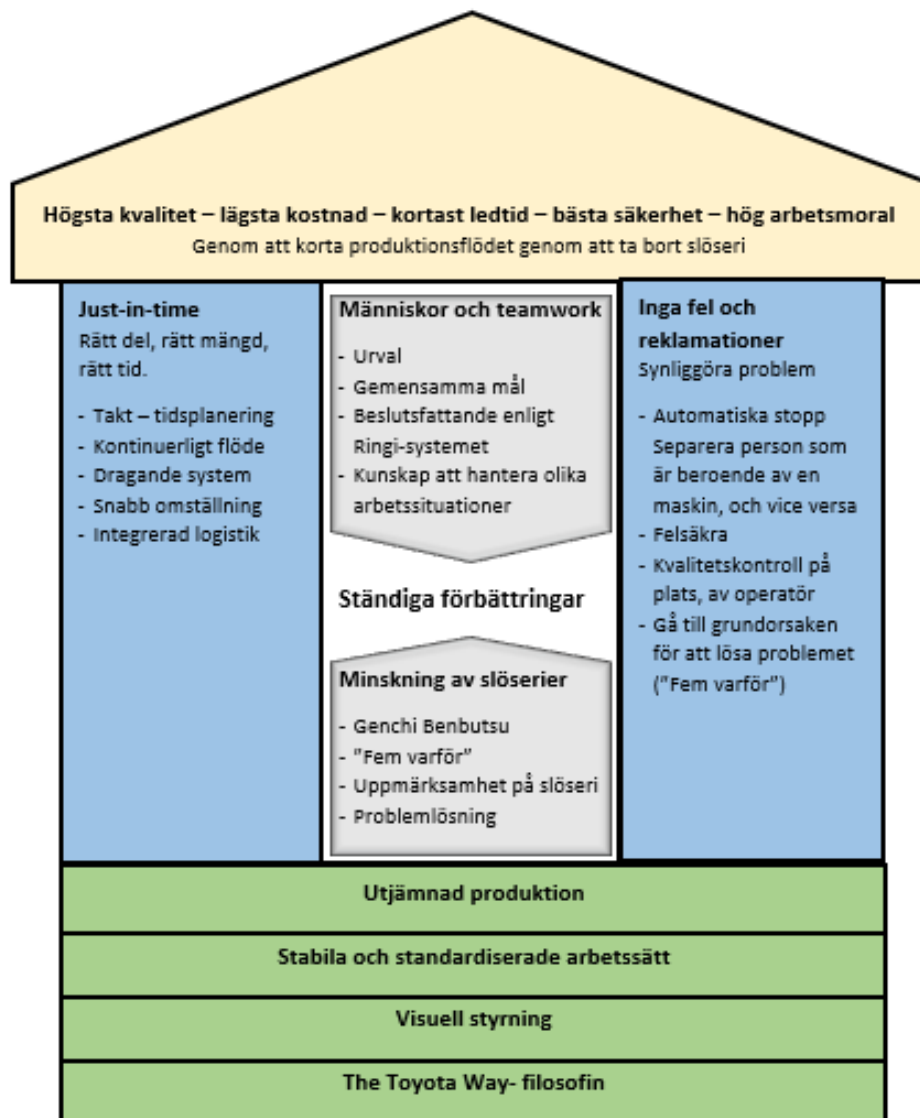 Högsta kvalitet – lägsta kostnad – kortast ledtid – bästa säkerhet – hög arbetsmoral
Genom att korta produktionsflödet genom att ta bort slöseri
Just-in-time
Rätt del, rätt mängd,
rätt tid.
- Takt – tidsplanering
- Kontinuerligt flöde
- Dragande system
- Snabb omställning
- Integrerad logistik
Människor och teamwork
- Urval
- Gemensamma mål
- Beslutsfattande enligt
Ringi-systemet
- Kunskap att hantera olika
arbetssituationer
Ständiga förbättringar
Minskning av slöserier
- Genchi Benbutsu
- ”Fem varför”
- Uppmärksamhet på slöseri
- Problemlösning
Inga fel och
reklamationer
Synliggöra problem
- Automatiska stopp
Separera person som
är beroende av en
maskin, och vice versa
- Felsäkra
- Kvalitetskontroll på
plats, av operatör
- Gå till grundorsaken
för att lösa problemet
(”Fem varför”)
Utjämnad produktion
Stabila och standardiserade arbetssätt
Visuell styrning
The Toyota Way- filosofin